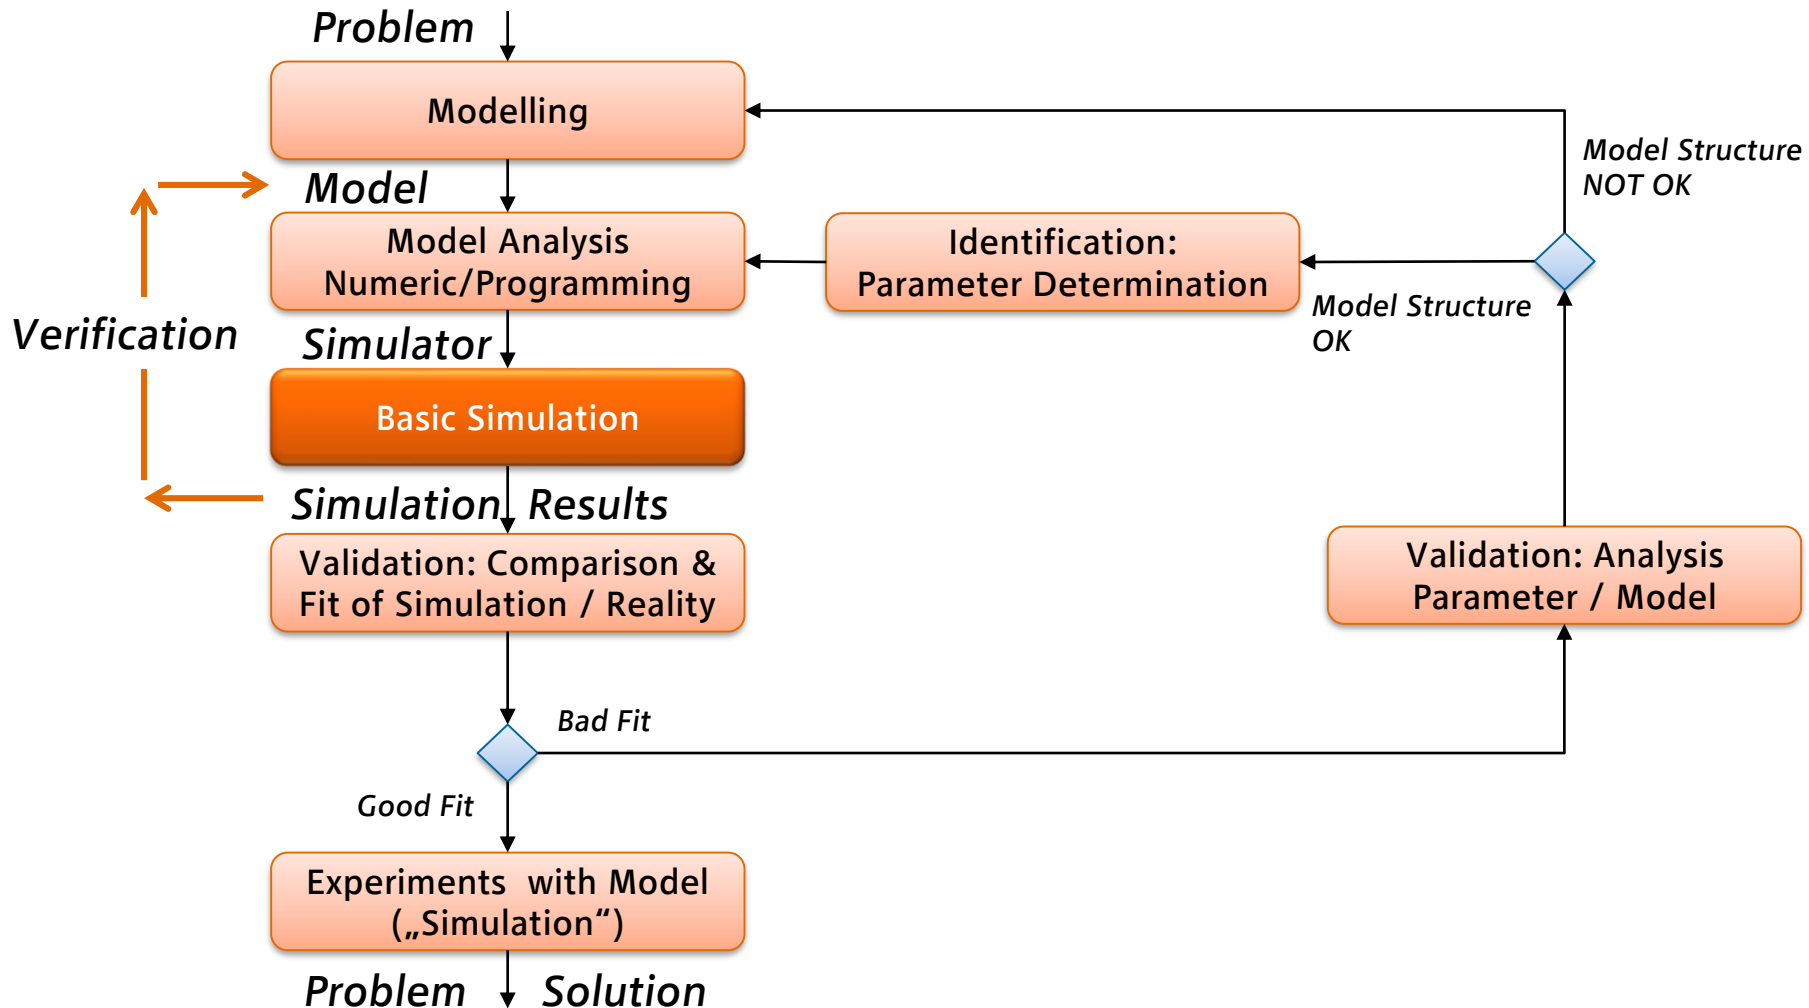 Problem
Modelling
Model Structure
NOT OK
Model
Model Analysis
Numeric/Programming
Identification:
Parameter Determination
Model Structure
OK
Verification
Simulator
Basic Simulation
Simulation Results
Validation: Comparison &
Fit of Simulation / Reality
Validation: Analysis
Parameter / Model
Bad Fit
Good Fit
Experiments with Model
(„Simulation“)
Problem Solution